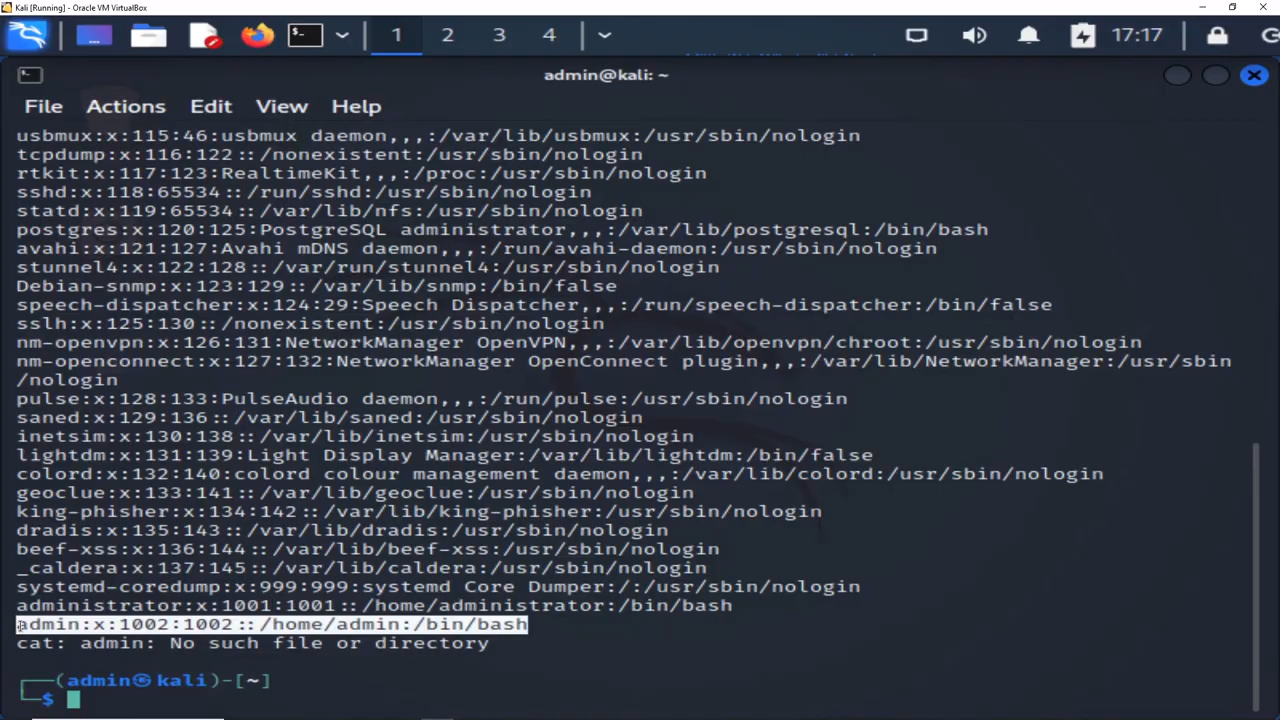 Kali [Running] - Oracle VM VirtualBox
1 2 3 4 17:17
admin@kali: ~
File Actions Edit View Help
usbmux:x:115:46:usbmux daemon,,,:/var/lib/usbmux:/usr/sbin/nologin
tcpdump:x:116:122::/nonexistent:/usr/sbin/nologin
rtkit:x:117:123:RealtimeKit,,,:/proc:/usr/sbin/nologin
sshd:x:118:65534::/run/sshd:/usr/sbin/nologin
statd:x:119:65534::/var/lib/nfs:/usr/sbin/nologin
postgres:x:120:125:PostgreSQL administrator,,,:/var/lib/postgresql:/bin/bash
avahi:x:121:127:Avahi mDNS daemon,,,:/run/avahi-daemon:/usr/sbin/nologin
stunnel4:x:122:128::/var/run/stunnel4:/usr/sbin/nologin
Debian-snmp:x:123:129::/var/lib/snmp:/bin/false
speech-dispatcher:x:124:29:Speech Dispatcher,,,:/run/speech-dispatcher:/bin/false
sslh:x:125:130::/nonexistent:/usr/sbin/nologin
nm-openvpn:x:126:131:NetworkManager OpenVPN,,,:/var/lib/openvpn/chroot:/usr/sbin/nologin
nm-openconnect:x:127:132:NetworkManager OpenConnect plugin,,,:/var/lib/NetworkManager:/usr/sbin
/nologin
pulse:x:128:133:PulseAudio daemon,,,:/run/pulse:/usr/sbin/nologin
saned:x:129:136::/var/lib/saned:/usr/sbin/nologin
inetsim:x:130:138::/var/lib/inetsim:/usr/sbin/nologin
lightdm:x:131:139:Light Display Manager:/var/lib/lightdm:/bin/false
colord:x:132:140:colord colour management daemon,,,:/var/lib/colord:/usr/sbin/nologin
geoclue:x:133:141::/var/lib/geoclue:/usr/sbin/nologin
king-phisher:x:134:142::/var/lib/king-phisher:/usr/sbin/nologin
dradis:x:135:143::/var/lib/dradis:/usr/sbin/nologin
beef-xss:x:136:144::/var/lib/beef-xss:/usr/sbin/nologin
_caldera:x:137:145::/var/lib/caldera:/usr/sbin/nologin
systemd-coredump:x:999:999:systemd Core Dumper:/:/usr/sbin/nologin
administrator:x:1001:1001::/home/administrator:/bin/bash
admin:x:1002:1002::/home/admin:/bin/bash
cat: admin: No such file or directory
┌──(admin㉿kali)-[~]
└─$